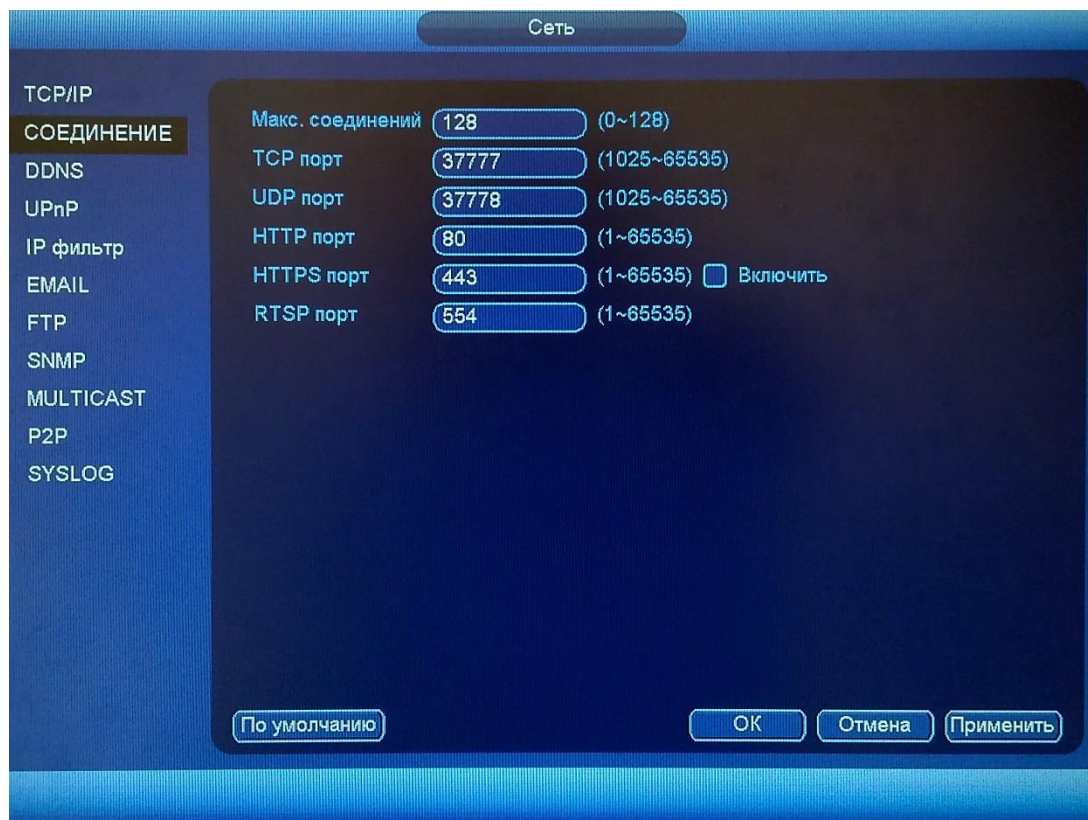 Сеть
TCP/IP
СОЕДИНЕНИЕ
DDNS
UPnP
IP фильтр
EMAIL
FTP
SNMP
MULTICAST
P2P
SYSLOG
Макс. соединений 128 (0~128)
TCP порт 37777 (1025~65535)
UDP порт 37778 (1025~65535)
HTTP порт 80 (1~65535)
HTTPS порт 443 (1~65535) Включить
RTSP порт 554 (1~65535)
По умолчанию OK Отмена Применить